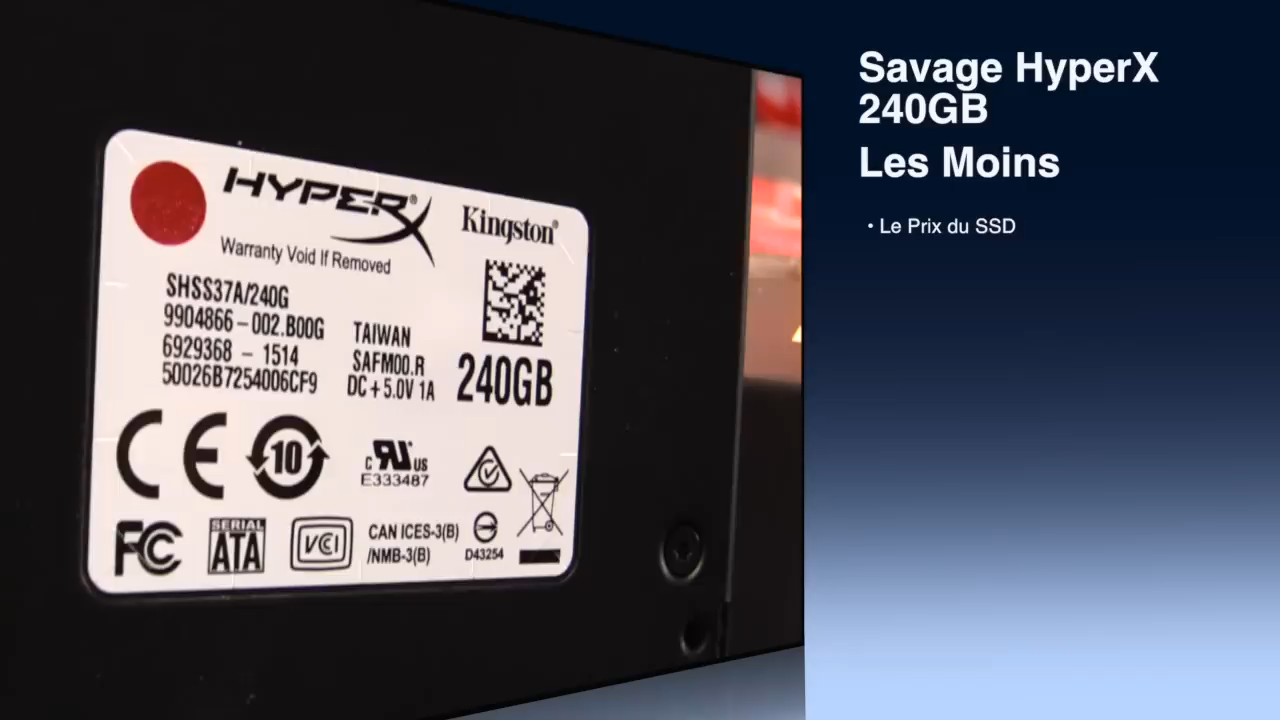 Savage HyperX
240GB
Les Moins
• Le Prix du SSD
HYPERX®
Kingston®
Warranty Void If Removed
SHSS37A/240G
9904866-002.B00G
6929368 - 1514
50026B7254006CF9
TAIWAN
SAFM00.R
DC+5.0V 1A
240GB
CE
10
c RU® US
E333487
FC
SERIAL
ATA
VCI
CAN ICES-3(B)
/NMB-3(B)
D43254